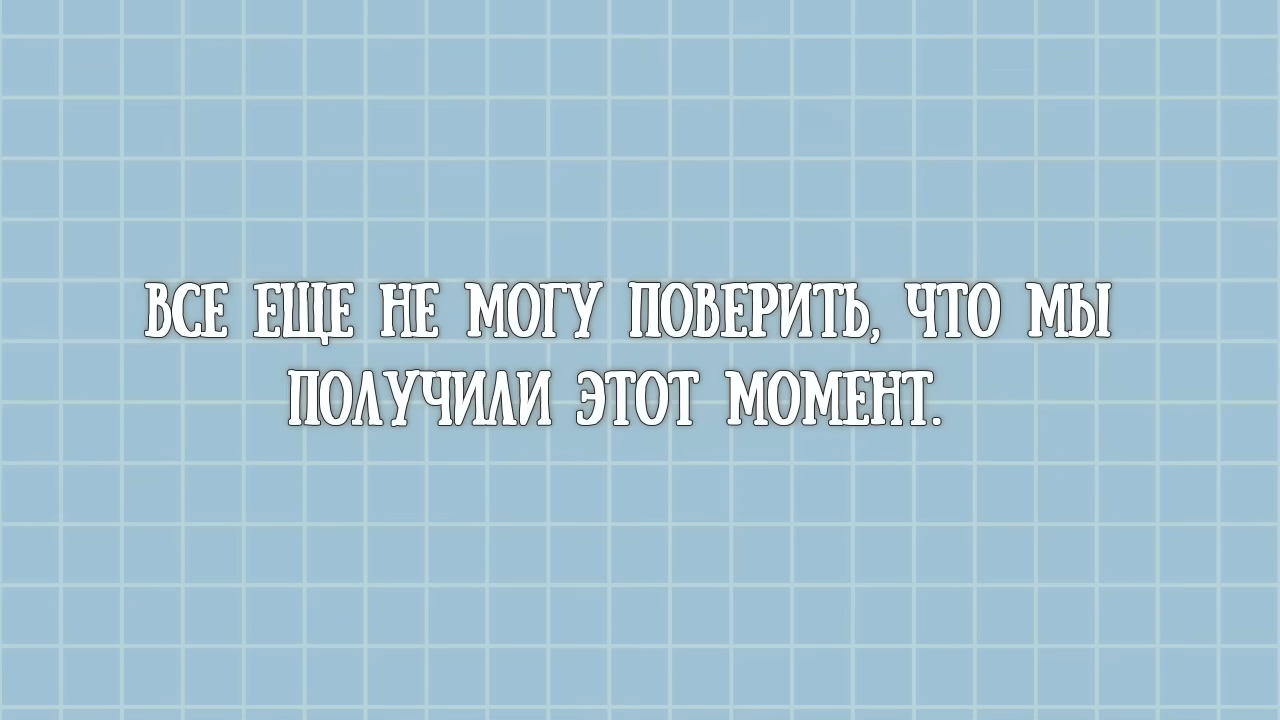 ВСЕ ЕЩЕ НЕ МОГУ ПОВЕРИТЬ, ЧТО МЫ
ПОЛУЧИЛИ ЭТОТ МОМЕНТ.